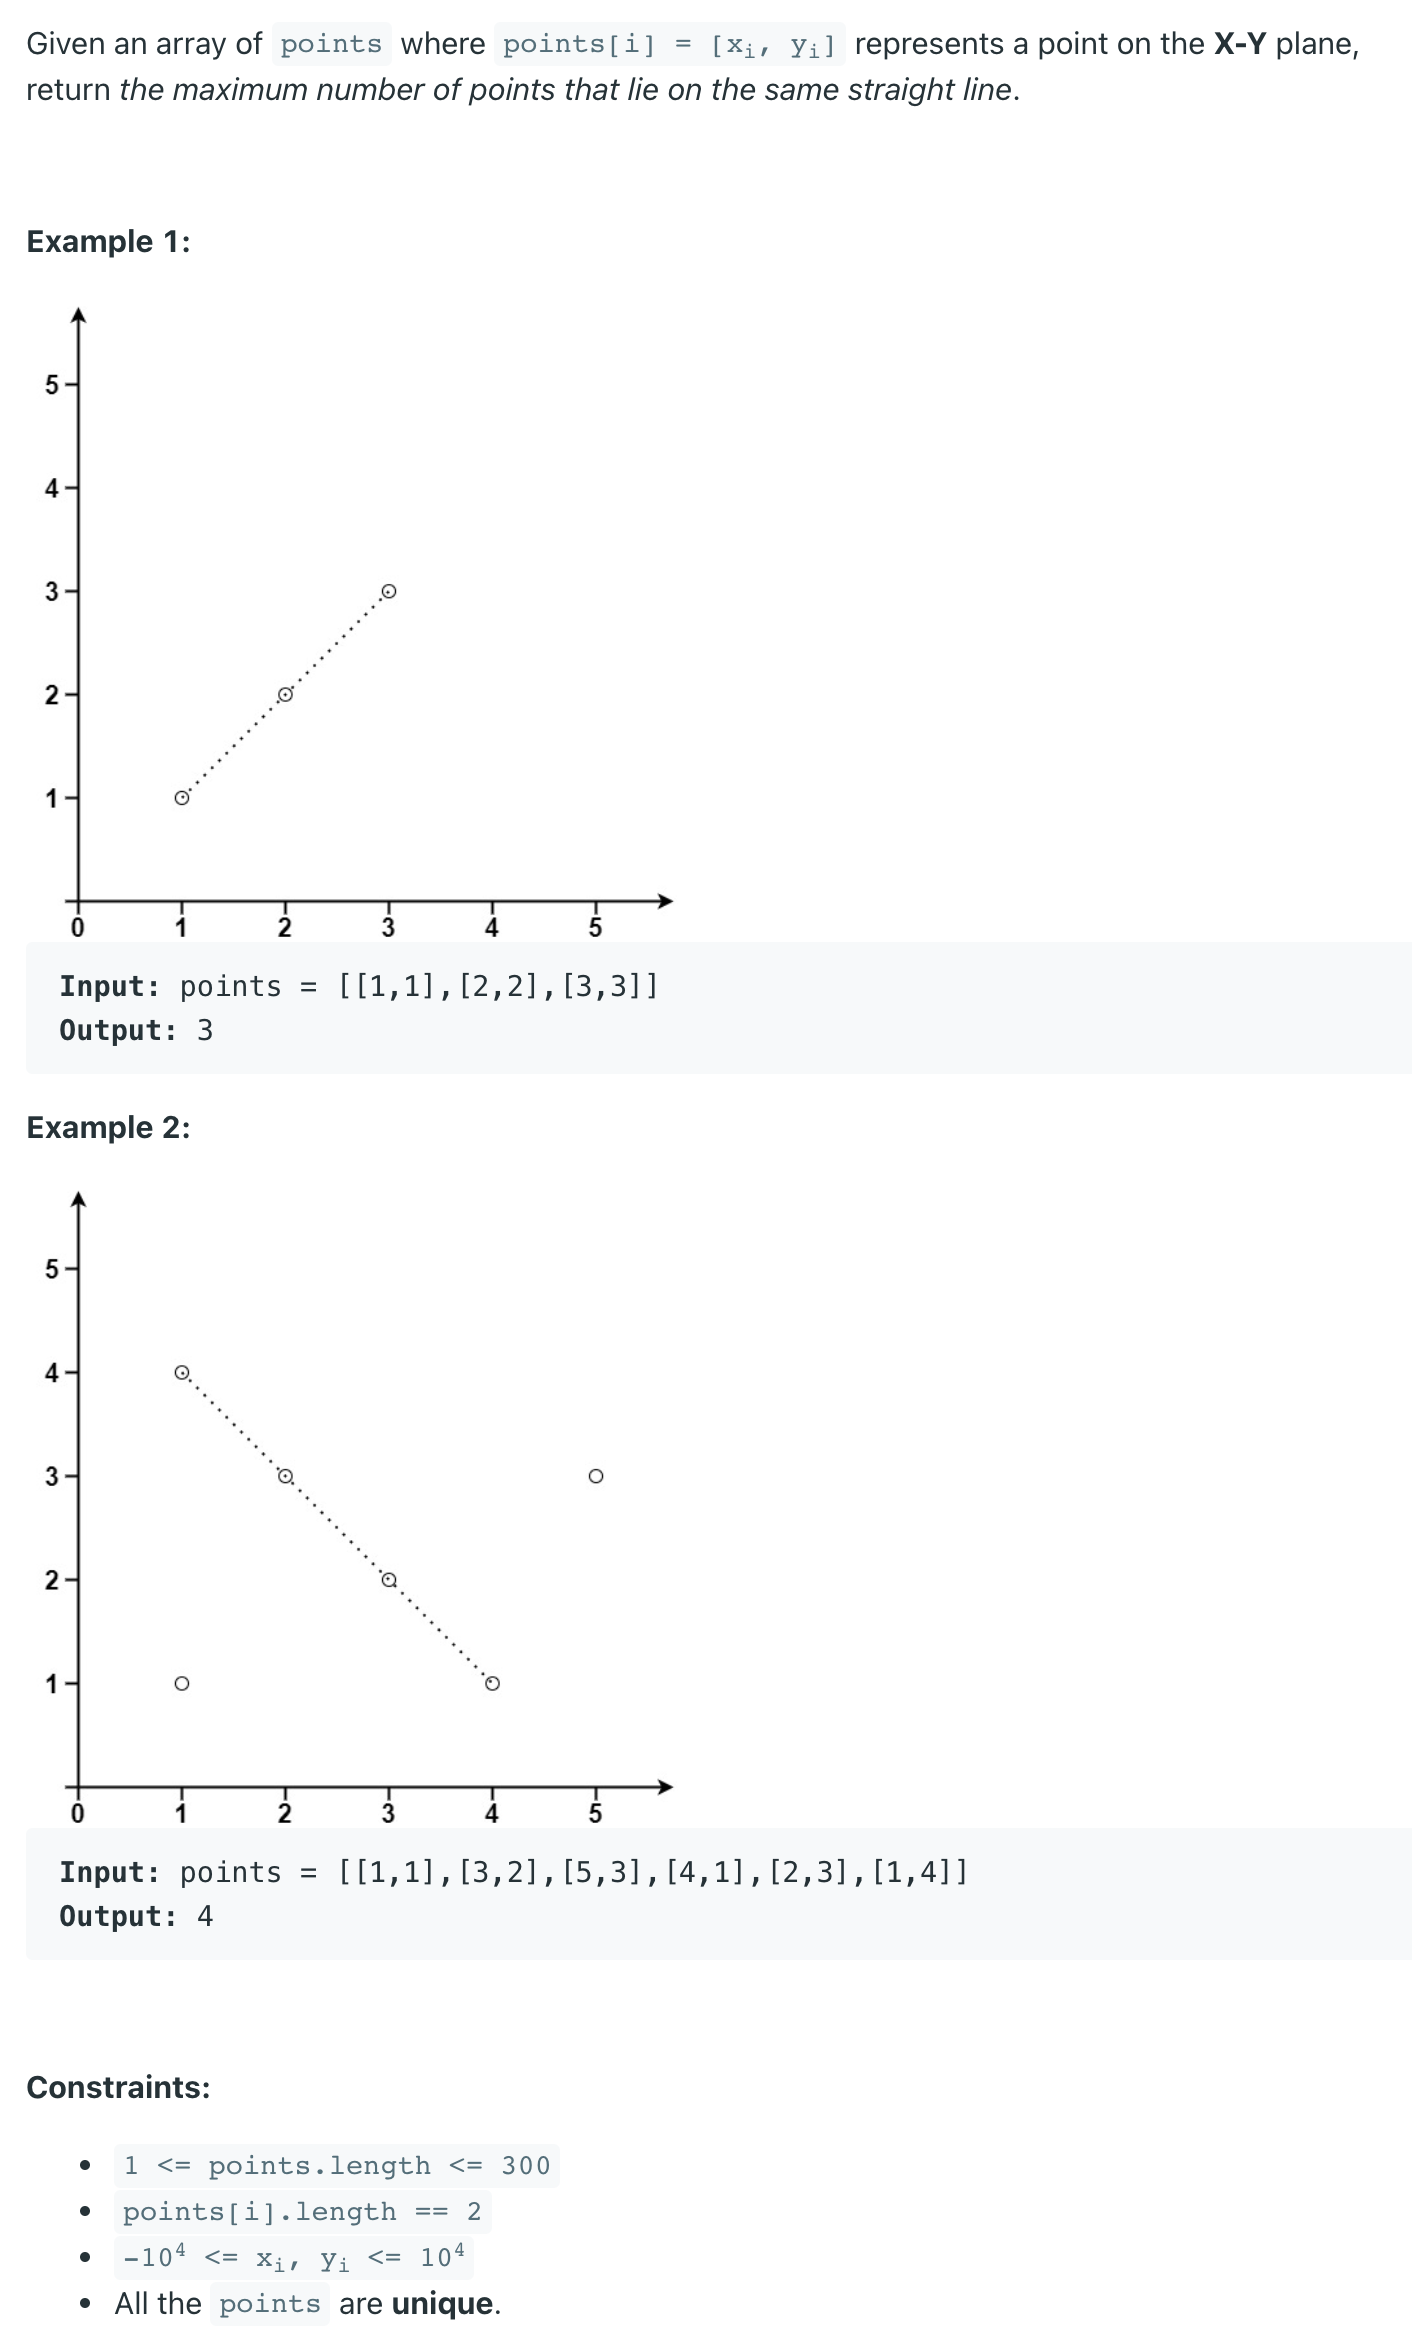 Given an array of points where points[i] = [xᵢ, yᵢ] represents a point on the X-Y plane,
return the maximum number of points that lie on the same straight line.
Example 1:
5
4
3
2
1
0 1 2 3 4 5
Input: points = [[1,1],[2,2],[3,3]]
Output: 3
Example 2:
5
4
3
2
1
0 1 2 3 4 5
Input: points = [[1,1],[3,2],[5,3],[4,1],[2,3],[1,4]]
Output: 4
Constraints:
• 1 <= points.length <= 300
• points[i].length == 2
• -10⁴ <= xᵢ, yᵢ <= 10⁴
• All the points are unique.